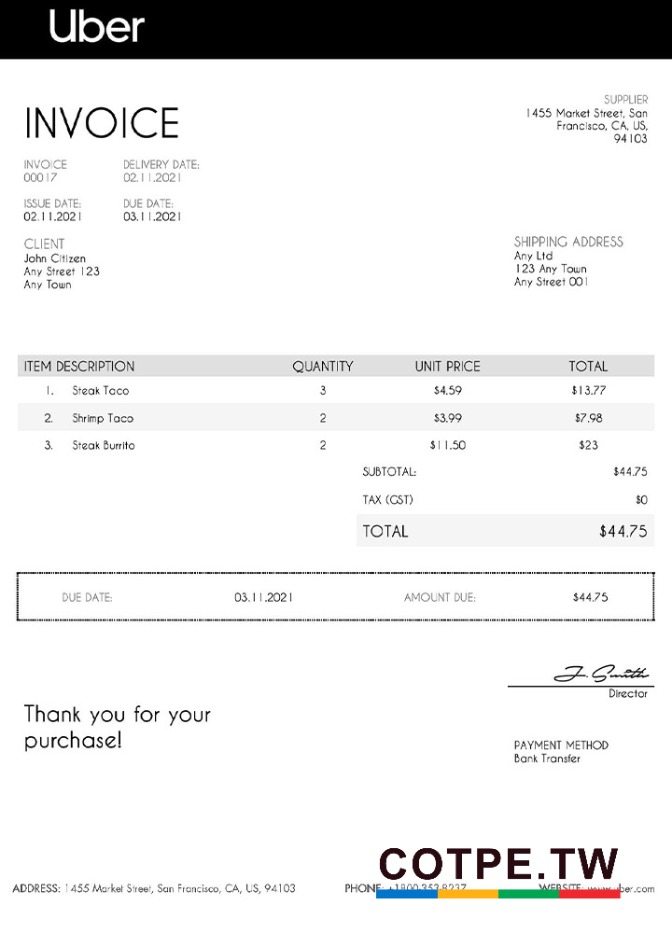 Uber
INVOICE
SUPPLIER
1455 Market Street, San
Francisco, CA, US,
94103
INVOICE DELIVERY DATE:
00017 02.11.2021
ISSUE DATE: DUE DATE:
02.11.2021 03.11.2021
CLIENT
John Citizen
Any Street 123
Any Town
SHIPPING ADDRESS
Any Ltd
123 Any Town
Any Street 001
ITEM DESCRIPTION QUANTITY UNIT PRICE TOTAL
1. Steak Taco 3 $4.59 $13.77
2. Shrimp Taco 2 $3.99 $7.98
3. Steak Burrito 2 $11.50 $23
SUBTOTAL: $44.75
TAX (GST) $0
TOTAL $44.75
DUE DATE: 03.11.2021 AMOUNT DUE: $44.75
J. Smith
Director
Thank you for your
purchase!
PAYMENT METHOD
Bank Transfer
COTPE.TW
ADDRESS: 1455 Market Street, San Francisco, CA, US, 94103 PHONE: +1800-353-8237 WEBSITE: www.uber.com